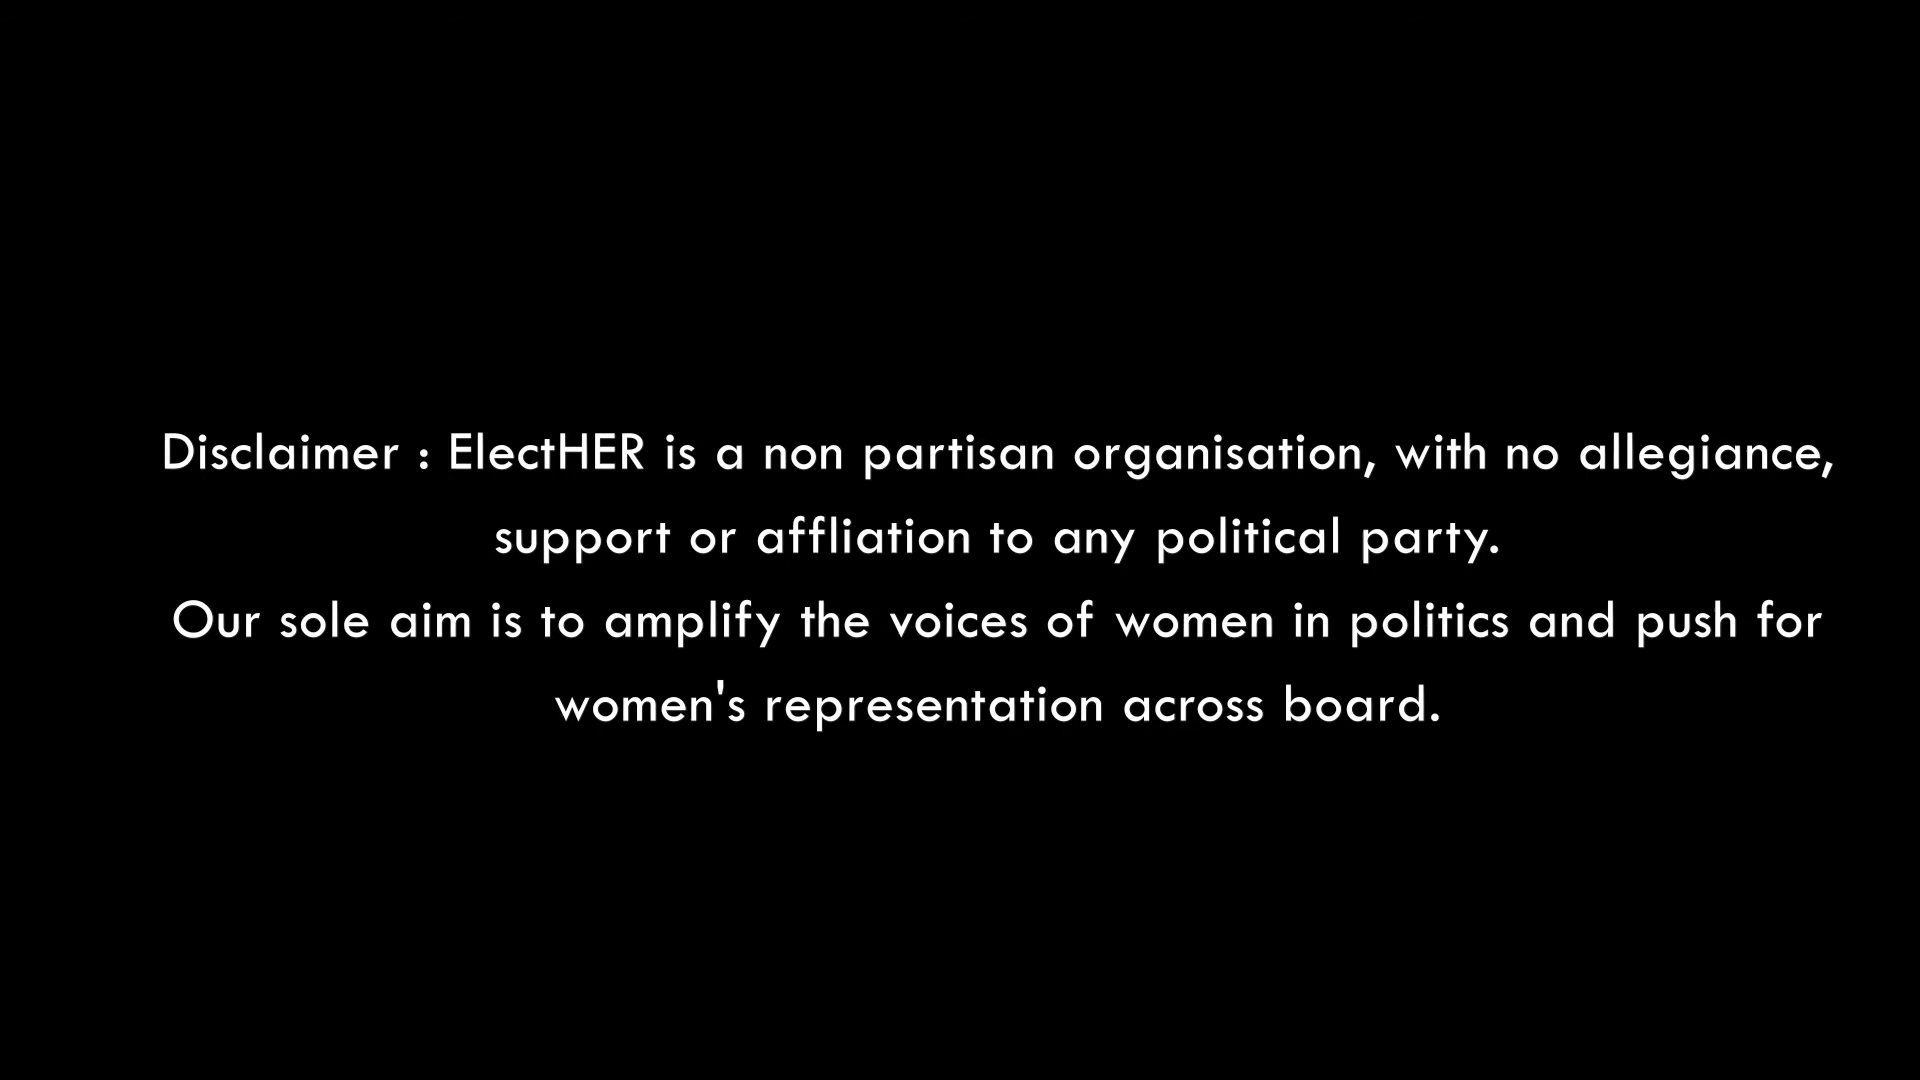 Disclaimer : ElectHER is a non partisan organisation, with no allegiance,
support or affliation to any political party.
Our sole aim is to amplify the voices of women in politics and push for
women's representation across board.